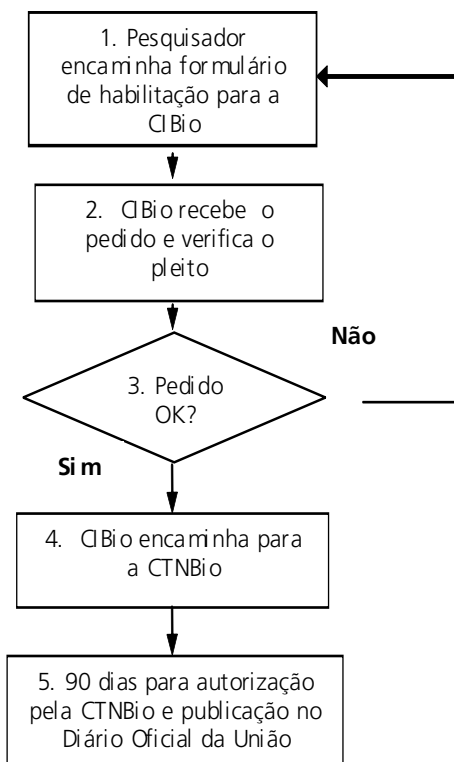 1. Pesquisador
encaminha formulário
de habilitação para a
CIBio
2. CIBio recebe o
pedido e verifica o
pleito
Não
3. Pedido
OK?
Sim
4. CIBio encaminha para
a CTNBio
5. 90 dias para autorização
pela CTNBio e publicação no
Diário Oficial da União